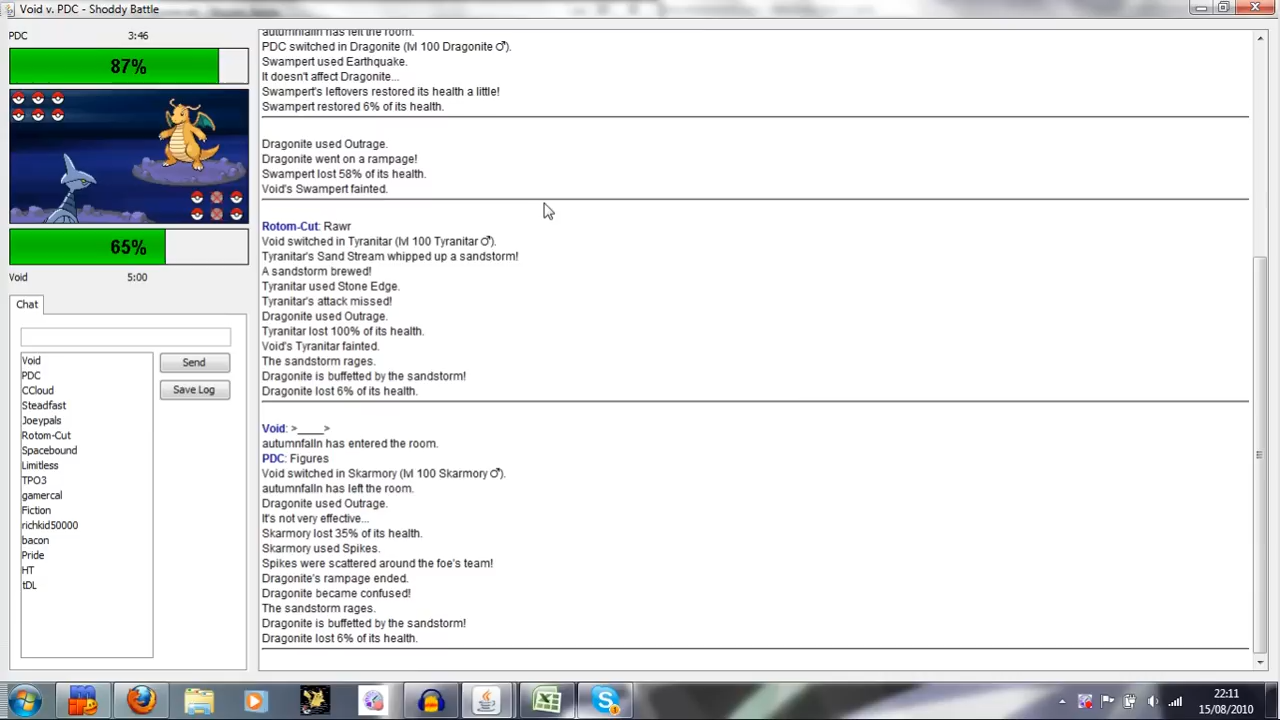 Void v. PDC - Shoddy Battle
PDC 3:46
87%
65%
Void 5:00
Chat
Send
Save Log
Void
PDC
CCloud
Steadfast
Joeypals
Rotom-Cut
Spacebound
Limitless
TPO3
gamercal
Fiction
richkid50000
bacon
Pride
HT
tDL
autumnfalln has left the room.
PDC switched in Dragonite (lvl 100 Dragonite ♂).
Swampert used Earthquake.
It doesn't affect Dragonite...
Swampert's leftovers restored its health a little!
Swampert restored 6% of its health.
Dragonite used Outrage.
Dragonite went on a rampage!
Swampert lost 58% of its health.
Void's Swampert fainted.
Rotom-Cut: Rawr
Void switched in Tyranitar (lvl 100 Tyranitar ♂).
Tyranitar's Sand Stream whipped up a sandstorm!
A sandstorm brewed!
Tyranitar used Stone Edge.
Tyranitar's attack missed!
Dragonite used Outrage.
Tyranitar lost 100% of its health.
Void's Tyranitar fainted.
The sandstorm rages.
Dragonite is buffetted by the sandstorm!
Dragonite lost 6% of its health.
Void: >____>
autumnfalln has entered the room.
PDC: Figures
Void switched in Skarmory (lvl 100 Skarmory ♂).
autumnfalln has left the room.
Dragonite used Outrage.
It's not very effective...
Skarmory lost 35% of its health.
Skarmory used Spikes.
Spikes were scattered around the foe's team!
Dragonite's rampage ended.
Dragonite became confused!
The sandstorm rages.
Dragonite is buffetted by the sandstorm!
Dragonite lost 6% of its health.
22:11
15/08/2010